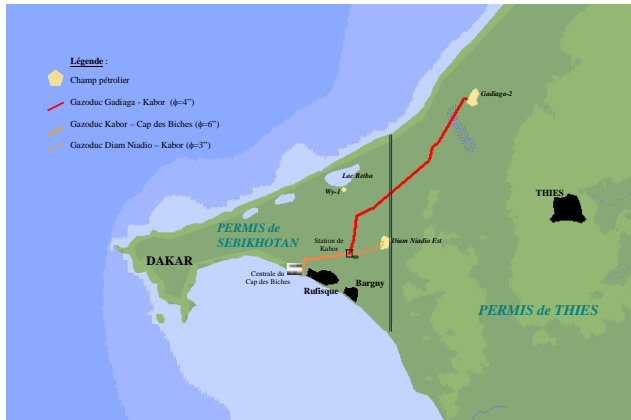 Légende :
Champ pétrolier
Gazoduc Gadiaga - Kabor (ɸ=4”)
Gazoduc Kabor – Cap des Biches (ɸ=6”)
Gazoduc Diam Niadio – Kabor (ɸ=3”)
Gadiaga-2
Lac Retba
Wy-1
THIES
PERMIS de
SEBIKHOTAN
Station de
Kabor
Diam Niadio Est
DAKAR
Centrale du
Cap des Biches
Rufisque
Bargny
PERMIS de THIES